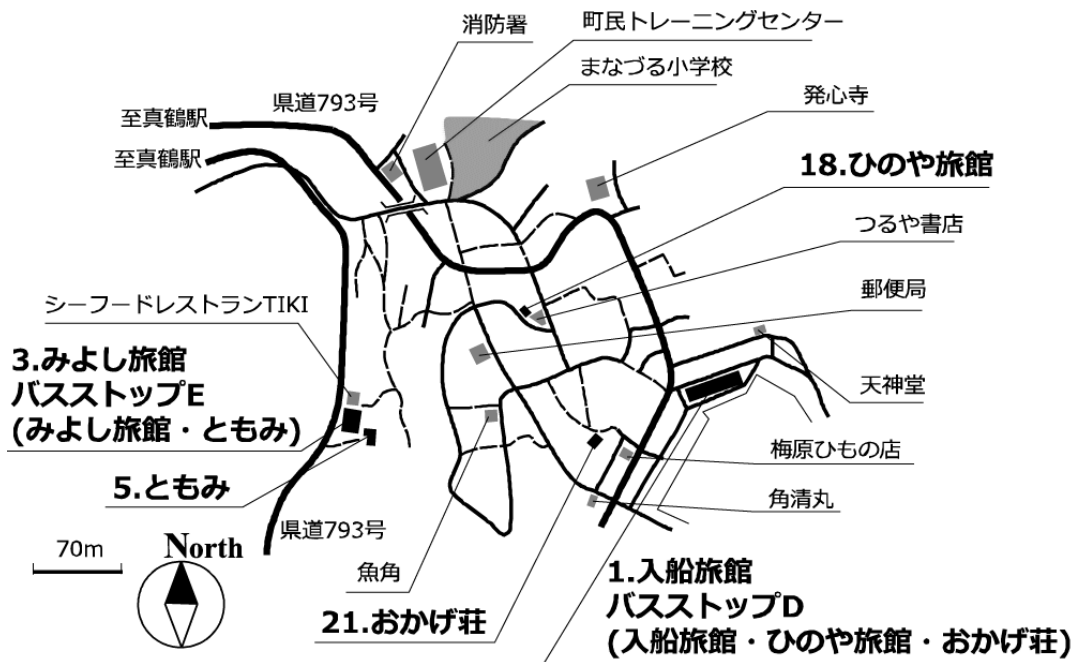 消防署
町民トレーニングセンター
まなづる小学校
発心寺
県道793号
至真鶴駅
至真鶴駅
18.ひのや旅館
つるや書店
郵便局
シーフードレストランTIKI
3.みよし旅館
バスストップE
(みよし旅館・ともみ)
天神堂
梅原ひもの店
5.ともみ
角清丸
県道793号
70m
North
魚角
21.おかげ荘
1.入船旅館
バスストップD
(入船旅館・ひのや旅館・おかげ荘)